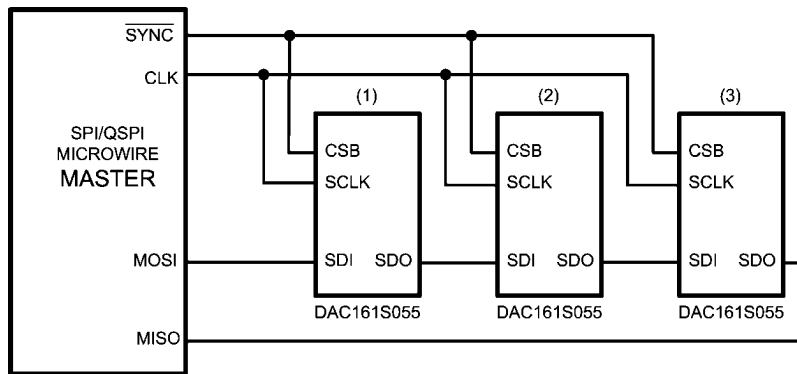 SYNC
CLK
SPI/QSPI
MICROWIRE
MASTER
MOSI
MISO
(1)
CSB
SCLK
SDI SDO
DAC161S055
(2)
CSB
SCLK
SDI SDO
DAC161S055
(3)
CSB
SCLK
SDI SDO
DAC161S055